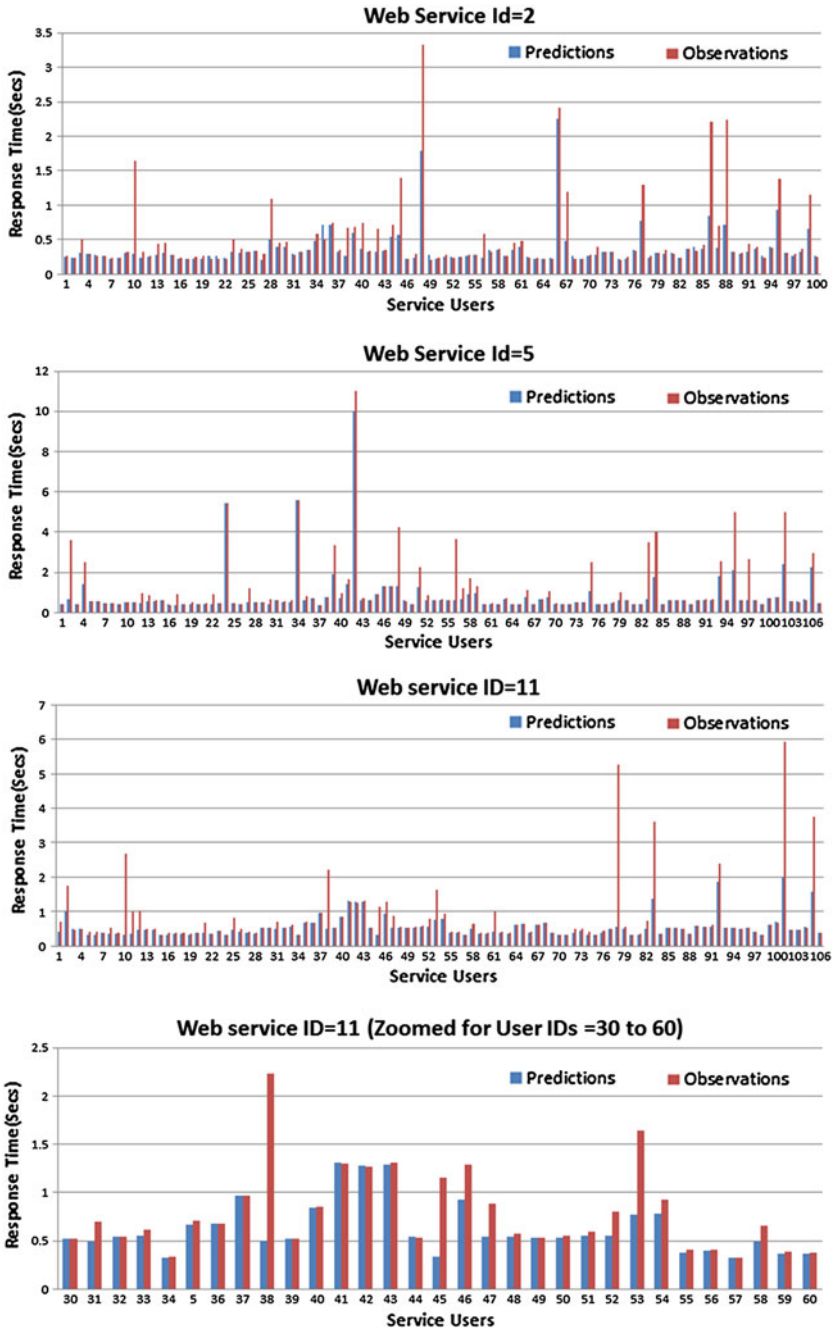 Web Service Id=2
3.5
3
2.5
2
1.5
1
0.5
0
Response Time(Secs)
Predictions
Observations
1 4 7 10 13 16 19 22 25 28 31 34 37 40 43 46 49 52 55 58 61 64 67 70 73 76 79 82 85 88 91 94 97 100
Service Users
Web Service Id=5
12
10
8
6
4
2
0
Response Time(Secs)
Predictions
Observations
1 4 7 10 13 16 19 22 25 28 31 34 37 40 43 46 49 52 55 58 61 64 67 70 73 76 79 82 85 88 91 94 97 100 103 106
Service Users
Web service ID=11
7
6
5
4
3
2
1
0
Response Time(Secs)
Predictions
Observations
1 4 7 10 13 16 19 22 25 28 31 34 37 40 43 46 49 52 55 58 61 64 67 70 73 76 79 82 85 88 91 94 97 100 103 106
Service Users
Web service ID=11 (Zoomed for User IDs =30 to 60)
2.5
2
1.5
1
0.5
0
Response Time(Secs)
Predictions
Observations
30 31 32 33 34 5 36 37 38 39 40 41 42 43 44 45 46 47 48 49 50 51 52 53 54 55 56 57 58 59 60
Service Users